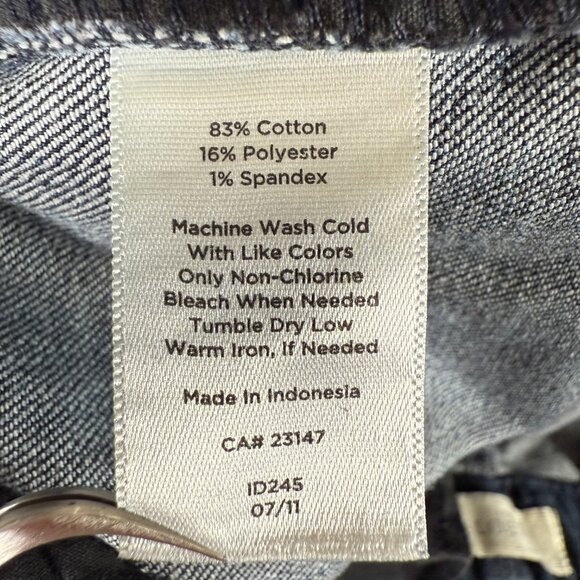 83% Cotton
16% Polyester
1% Spandex
Machine Wash Cold
With Like Colors
Only Non-Chlorine
Bleach When Needed
Tumble Dry Low
Warm Iron, If Needed
Made In Indonesia
CA# 23147
ID245
07/11